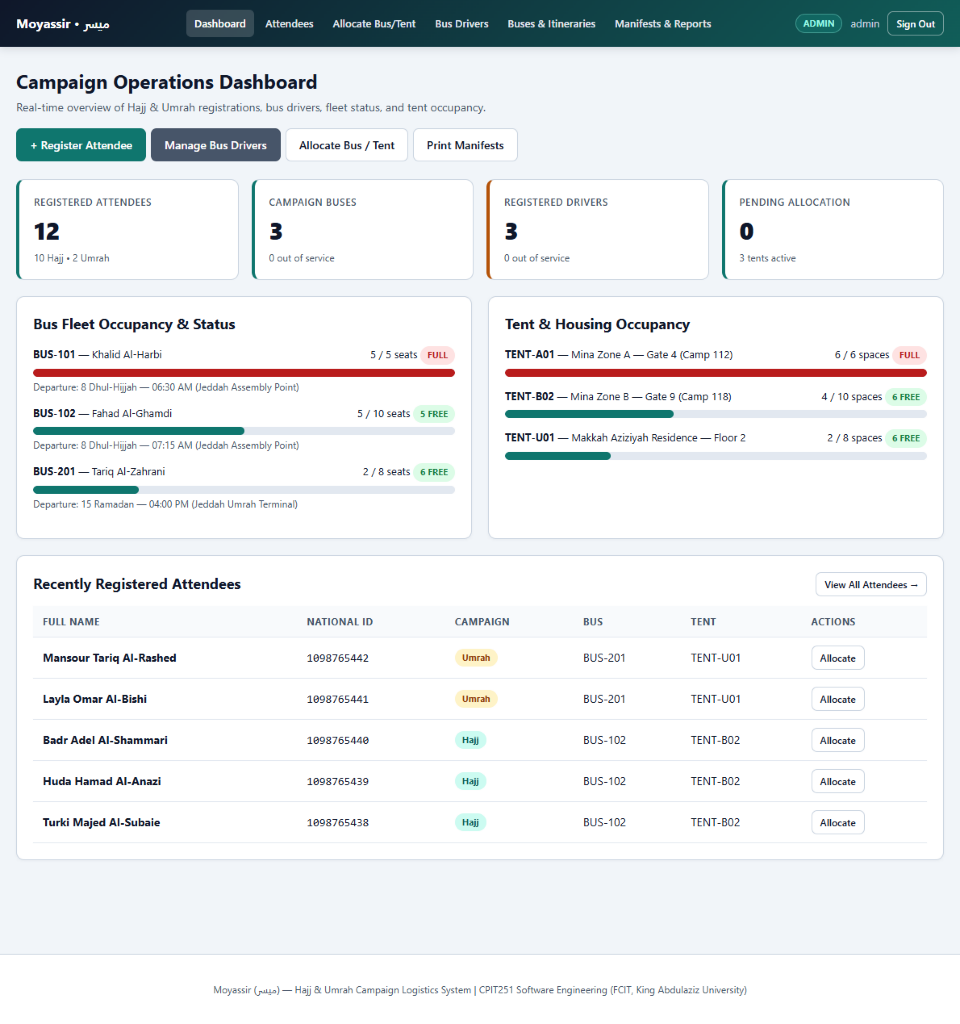 Moyassir • ميسر
Dashboard Attendees Allocate Bus/Tent Bus Drivers Buses & Itineraries Manifests & Reports
ADMIN admin Sign Out
Campaign Operations Dashboard
Real-time overview of Hajj & Umrah registrations, bus drivers, fleet status, and tent occupancy.
+ Register Attendee Manage Bus Drivers Allocate Bus / Tent Print Manifests
REGISTERED ATTENDEES
12
10 Hajj • 2 Umrah
CAMPAIGN BUSES
3
0 out of service
REGISTERED DRIVERS
3
0 out of service
PENDING ALLOCATION
0
3 tents active
Bus Fleet Occupancy & Status
BUS-101 — Khalid Al-Harbi 5 / 5 seats FULL
Departure: 8 Dhul-Hijjah — 06:30 AM (Jeddah Assembly Point)
BUS-102 — Fahad Al-Ghamdi 5 / 10 seats 5 FREE
Departure: 8 Dhul-Hijjah — 07:15 AM (Jeddah Assembly Point)
BUS-201 — Tariq Al-Zahrani 2 / 8 seats 6 FREE
Departure: 15 Ramadan — 04:00 PM (Jeddah Umrah Terminal)
Tent & Housing Occupancy
TENT-A01 — Mina Zone A — Gate 4 (Camp 112) 6 / 6 spaces FULL
TENT-B02 — Mina Zone B — Gate 9 (Camp 118) 4 / 10 spaces 6 FREE
TENT-U01 — Makkah Aziziyah Residence — Floor 2 2 / 8 spaces 6 FREE
Recently Registered Attendees View All Attendees →
FULL NAME NATIONAL ID CAMPAIGN BUS TENT ACTIONS
Mansour Tariq Al-Rashed 1098765442 Umrah BUS-201 TENT-U01 Allocate
Layla Omar Al-Bishi 1098765441 Umrah BUS-201 TENT-U01 Allocate
Badr Adel Al-Shammari 1098765440 Hajj BUS-102 TENT-B02 Allocate
Huda Hamad Al-Anazi 1098765439 Hajj BUS-102 TENT-B02 Allocate
Turki Majed Al-Subaie 1098765438 Hajj BUS-102 TENT-B02 Allocate
Moyassir (ميسر) — Hajj & Umrah Campaign Logistics System | CPIT251 Software Engineering (FCIT, King Abdulaziz University)